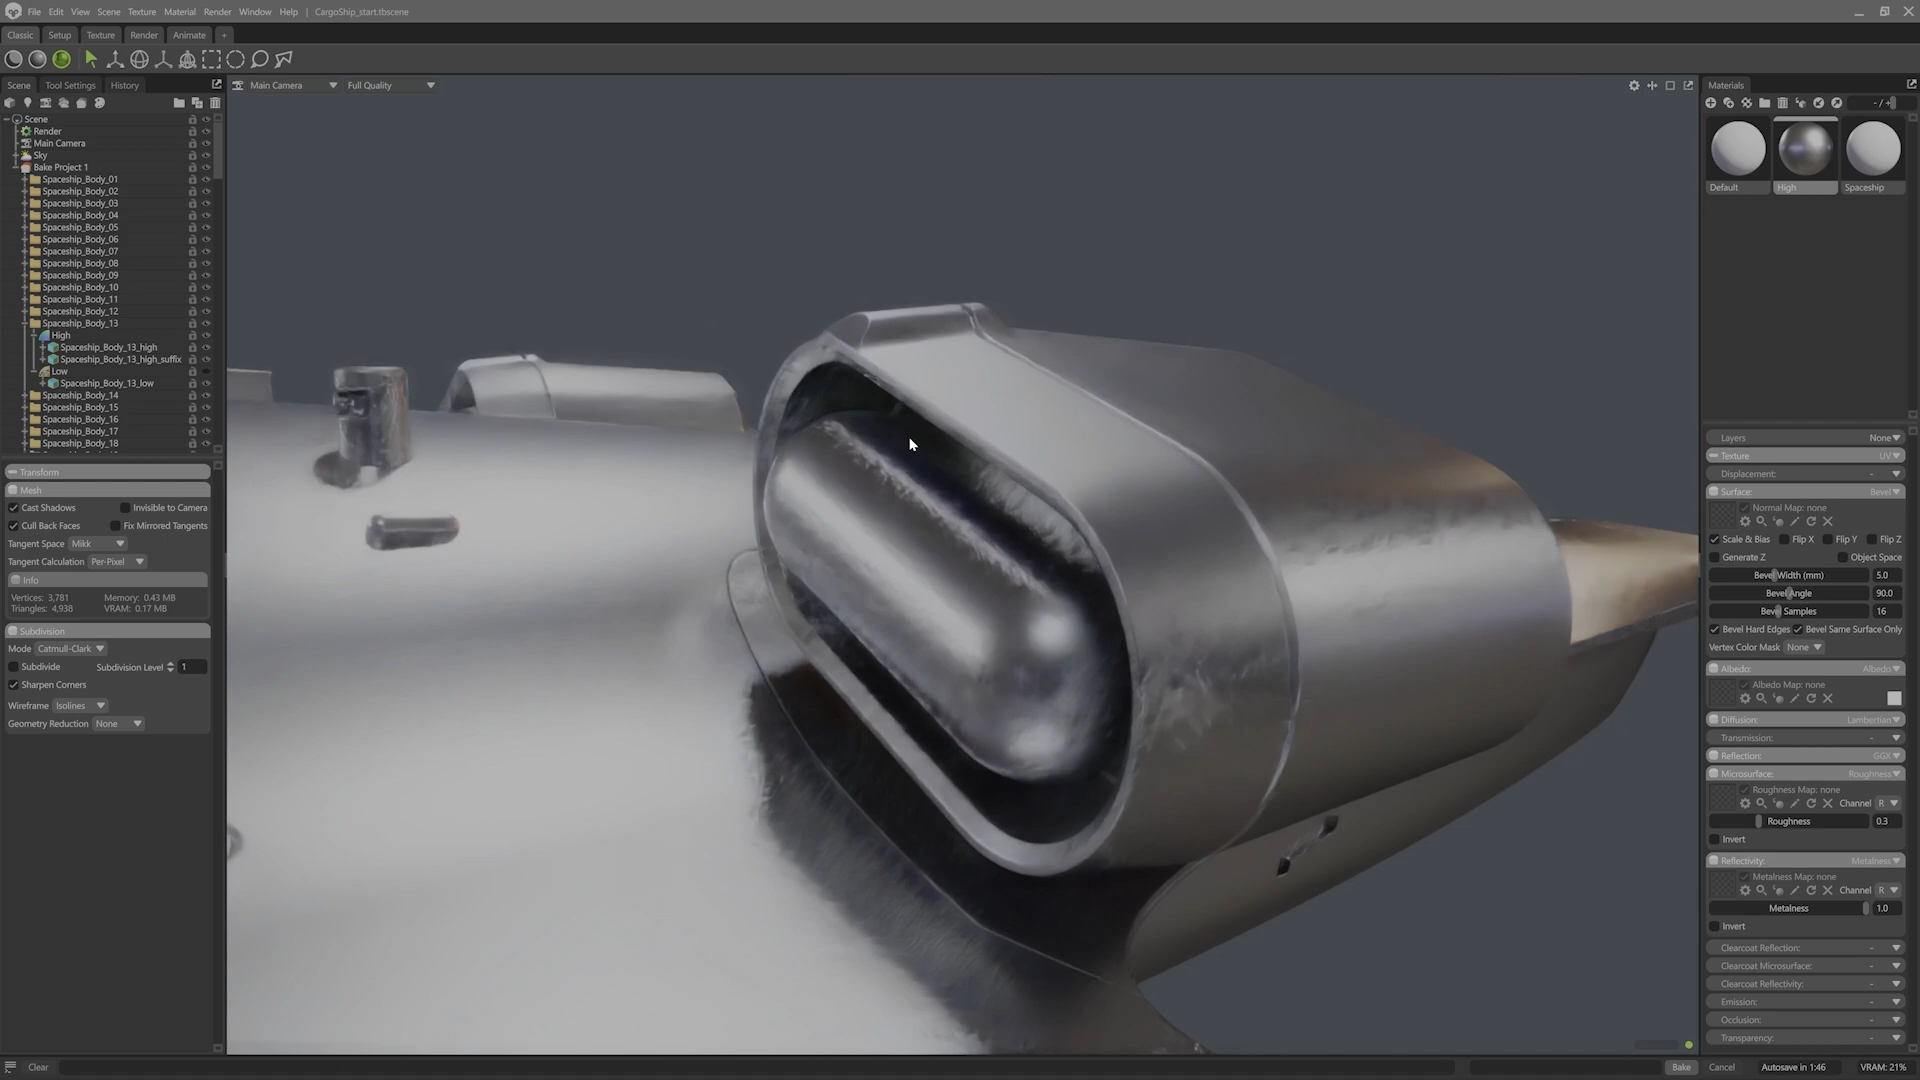 File Edit View Scene Texture Material Render Window Help | CargoShip_start.tbscene
Classic Setup Texture Render Animate +
Scene Tool Settings History
Main Camera Full Quality
Materials
- / +
Scene
Render
Main Camera
Sky
Bake Project 1
Spaceship_Body_01
Spaceship_Body_02
Spaceship_Body_03
Spaceship_Body_04
Spaceship_Body_05
Spaceship_Body_06
Spaceship_Body_07
Spaceship_Body_08
Spaceship_Body_09
Spaceship_Body_10
Spaceship_Body_11
Spaceship_Body_12
Spaceship_Body_13
High
Spaceship_Body_13_high
Spaceship_Body_13_high_suffix
Low
Spaceship_Body_13_low
Spaceship_Body_14
Spaceship_Body_15
Spaceship_Body_16
Spaceship_Body_17
Spaceship_Body_18
Transform
Mesh
Cast Shadows Invisible to Camera
Cull Back Faces Fix Mirrored Tangents
Tangent Space Mikk
Tangent Calculation Per-Pixel
Info
Vertices: 3,781 Memory: 0.43 MB
Triangles: 4,938 VRAM: 0.17 MB
Subdivision
Mode Catmull-Clark
Subdivide Subdivision Level 1
Sharpen Corners
Wireframe Isolines
Geometry Reduction None
Default High Spaceship
Layers None
Texture UV
Displacement: -
Surface: Bevel
Normal Map: none
Scale & Bias Flip X Flip Y Flip Z
Generate Z Object Space
Bevel Width (mm) 5.0
Bevel Angle 90.0
Bevel Samples 16
Bevel Hard Edges Bevel Same Surface Only
Vertex Color Mask None
Albedo: Albedo
Albedo Map: none
Diffusion: Lambertian
Transmission: -
Reflection: GGX
Microsurface: Roughness
Roughness Map: none
Channel R
Roughness 0.3
Invert
Reflectivity: Metalness
Metalness Map: none
Channel R
Metalness 1.0
Invert
Clearcoat Reflection: -
Clearcoat Microsurface: -
Clearcoat Reflectivity: -
Emission: -
Occlusion: -
Transparency: -
Clear Bake Cancel Autosave in 1:46 VRAM: 21%